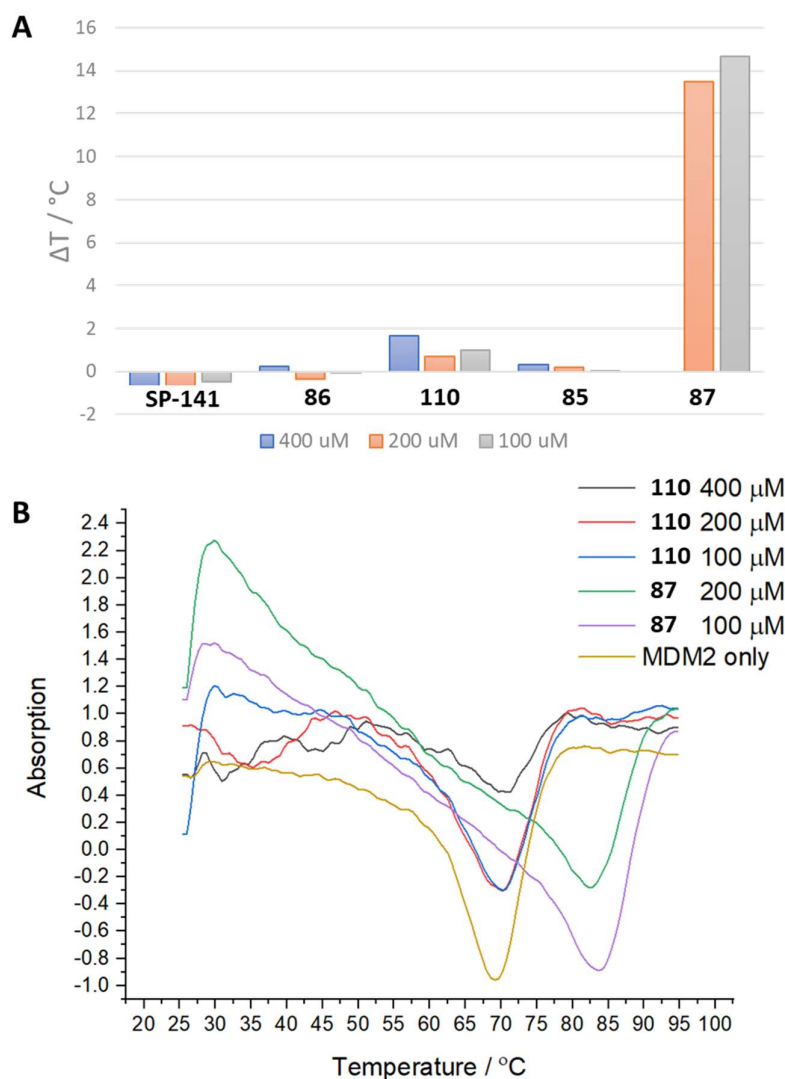 A
16
14
12
10
8
6
4
2
0
-2
ΔT / °C
SP-141 86 110 85 87
400 uM 200 uM 100 uM
B
110 400 μM
110 200 μM
110 100 μM
87 200 μM
87 100 μM
MDM2 only
2.4
2.2
2.0
1.8
1.6
1.4
1.2
1.0
0.8
0.6
0.4
0.2
0.0
-0.2
-0.4
-0.6
-0.8
-1.0
Absorption
20 25 30 35 40 45 50 55 60 65 70 75 80 85 90 95 100
Temperature / °C